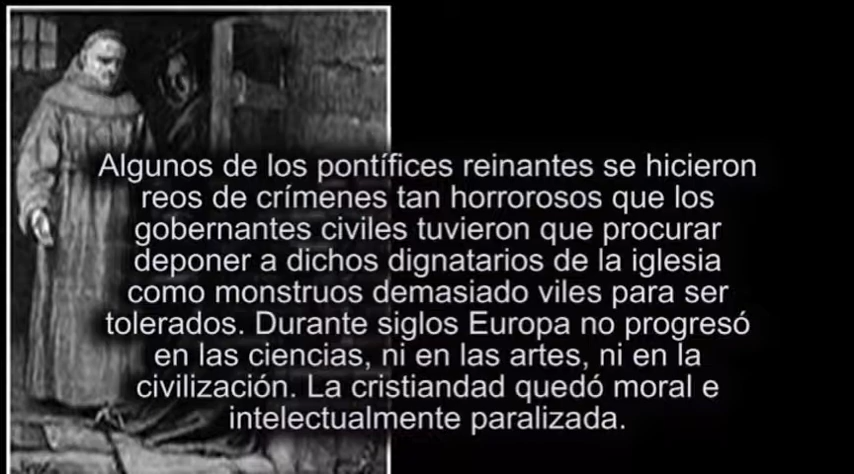 Algunos de los pontífices reinantes se hicieron
reos de crímenes tan horrorosos que los
gobernantes civiles tuvieron que procurar
deponer a dichos dignatarios de la iglesia
como monstruos demasiado viles para ser
tolerados. Durante siglos Europa no progresó
en las ciencias, ni en las artes, ni en la
civilización. La cristiandad quedó moral e
intelectualmente paralizada.